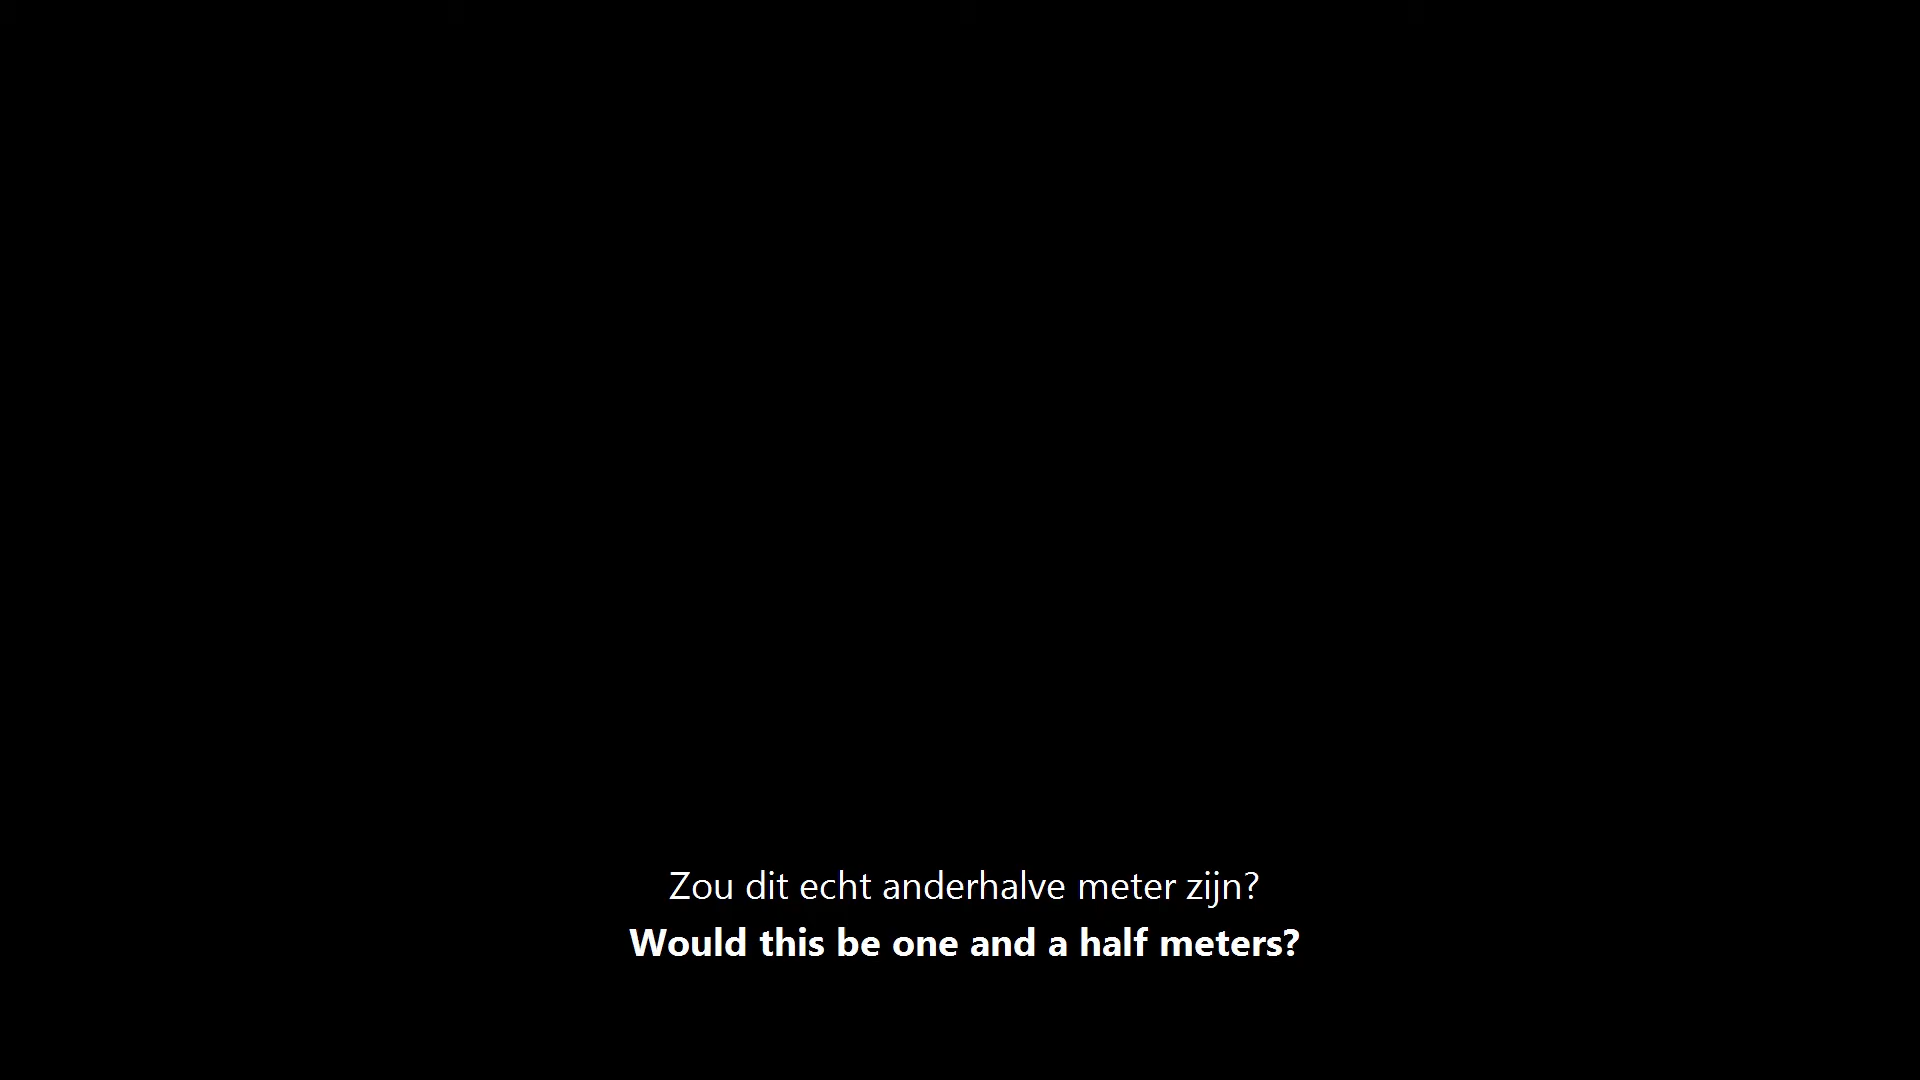 Zou dit echt anderhalve meter zijn?
Would this be one and a half meters?